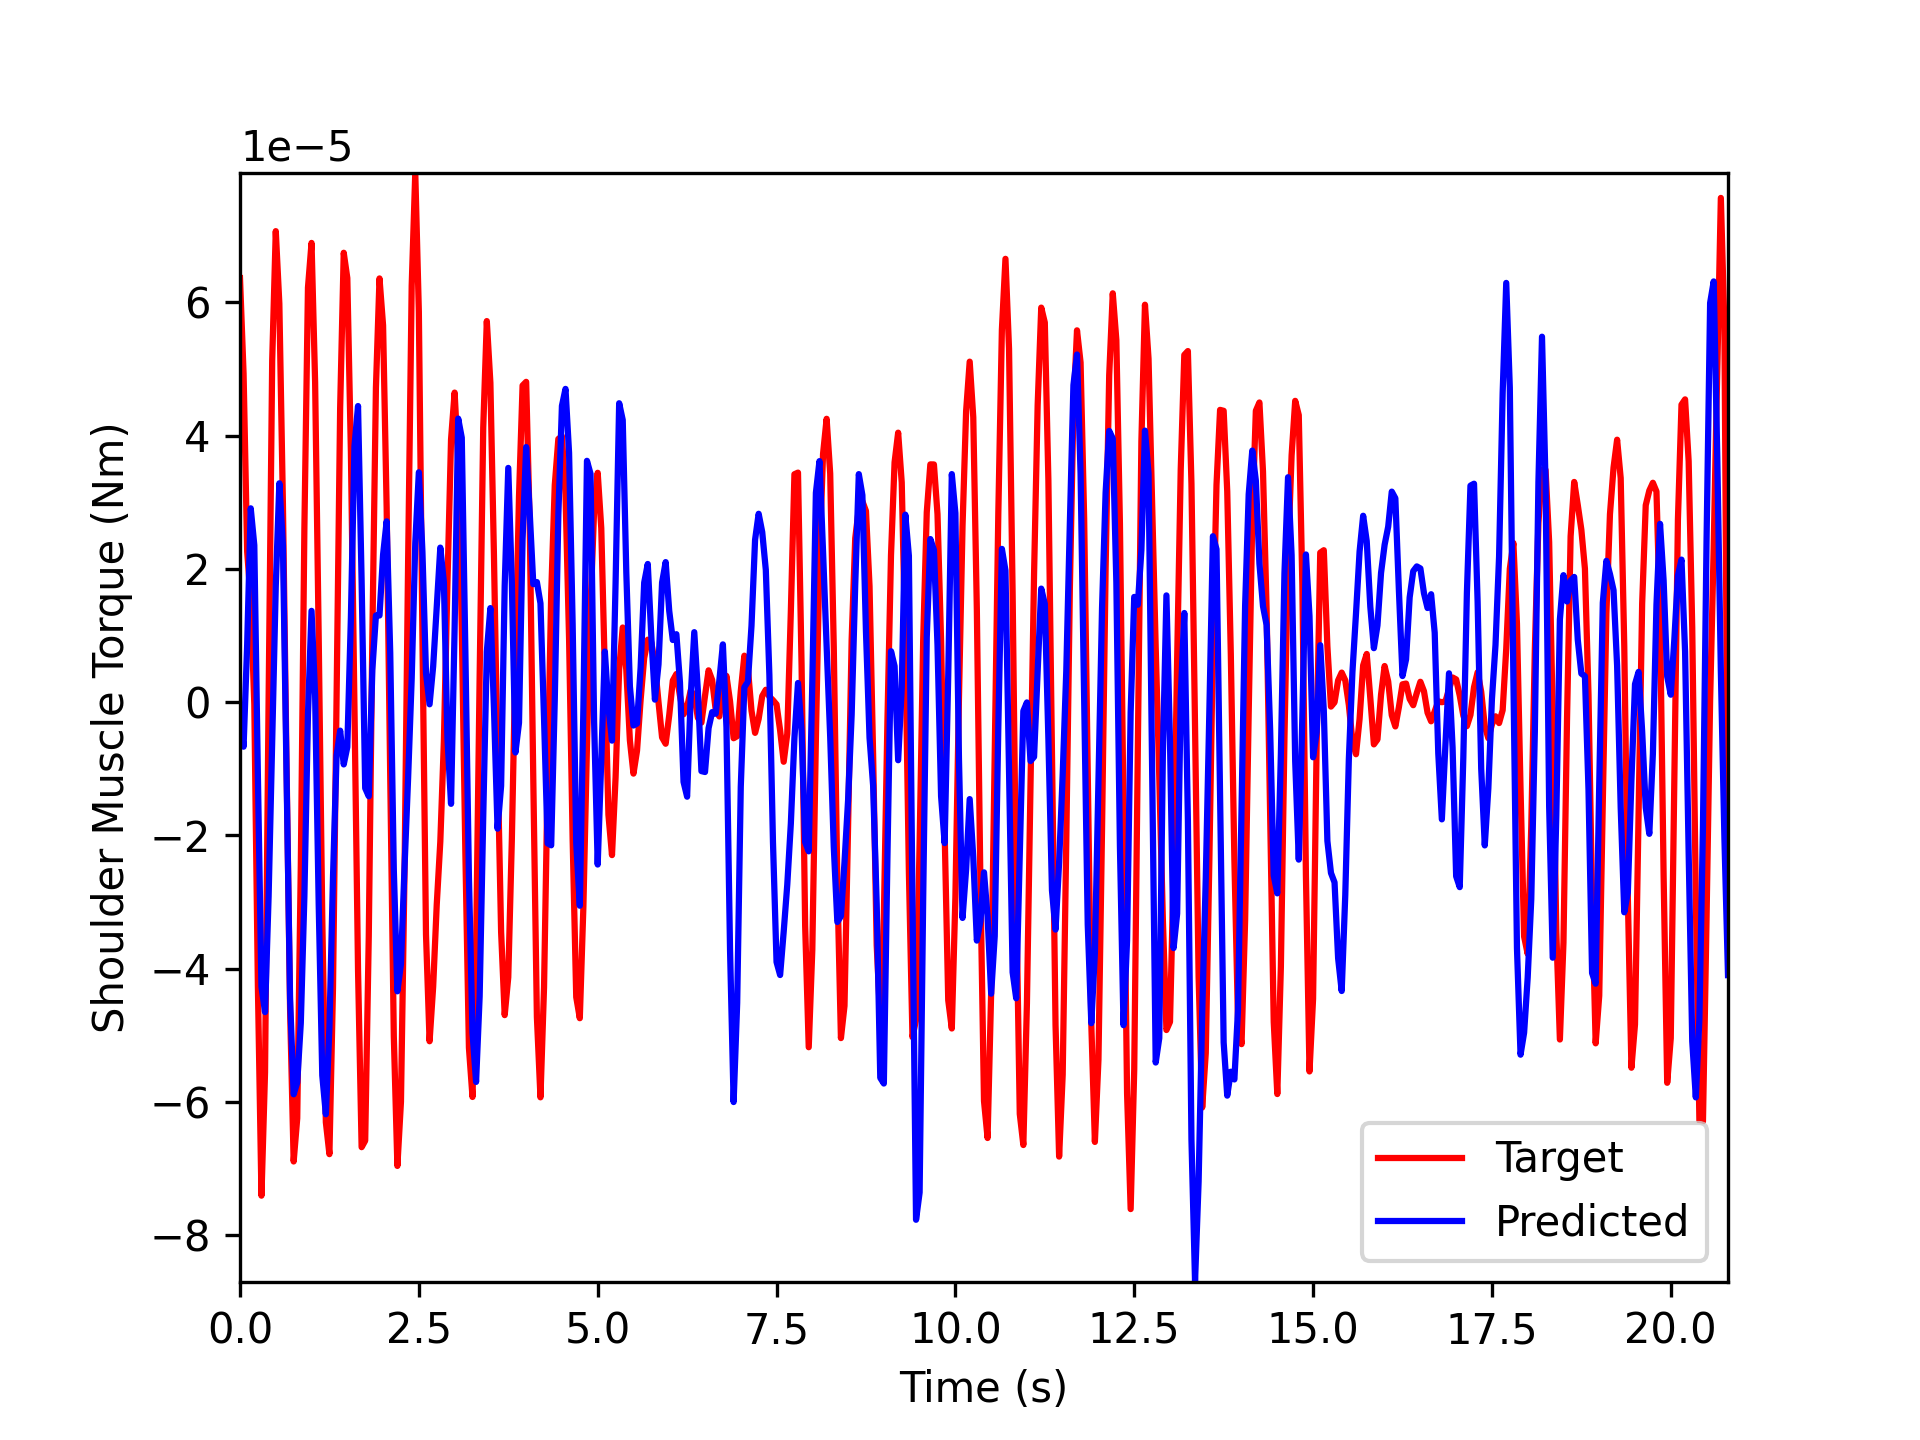 1e−5
Shoulder Muscle Torque (Nm)
6
4
2
0
−2
−4
−6
−8
0.0 2.5 5.0 7.5 10.0 12.5 15.0 17.5 20.0
Time (s)
Target
Predicted